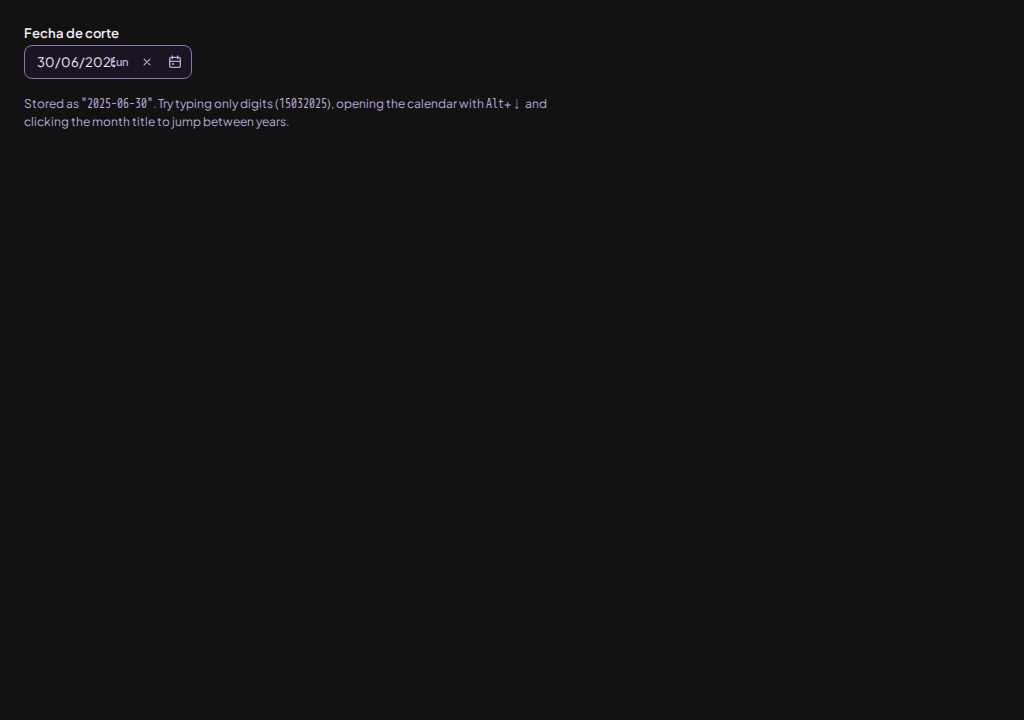 Fecha de corte
30/06/202 lun
Stored as "2025-06-30". Try typing only digits (15032025), opening the calendar with Alt+↓ and
clicking the month title to jump between years.